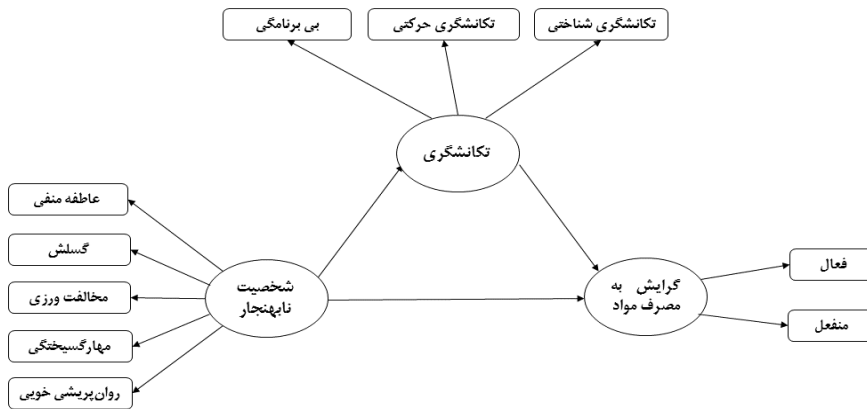 تکانشگری شناختی
تکانشگری حرکتی
بی برنامگی
تکانشگری
عاطفه منفی
گسلش
مخالفت ورزی
مهارگسیختگی
روان‌پریشی خویی
شخصیت
نابهنجار
گرایش به
مصرف مواد
فعال
منفعل